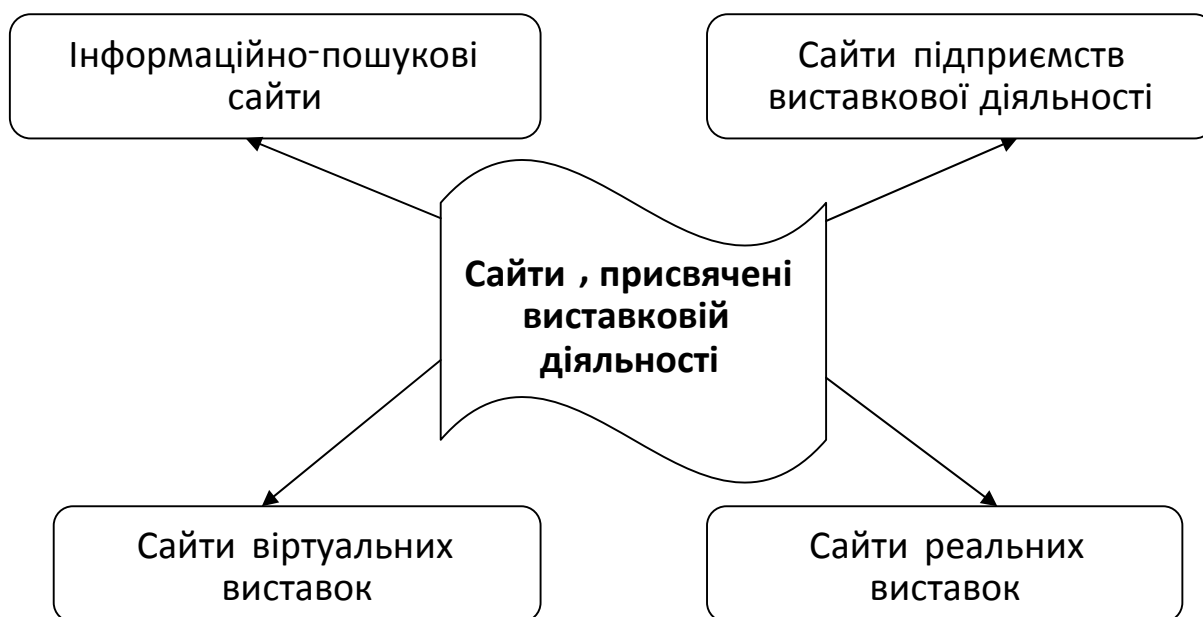 Інформаційно-пошукові
сайти
Сайти підприємств
виставкової діяльності
Сайти , присвячені
виставковій
діяльності
Сайти віртуальних
виставок
Сайти реальних
виставок